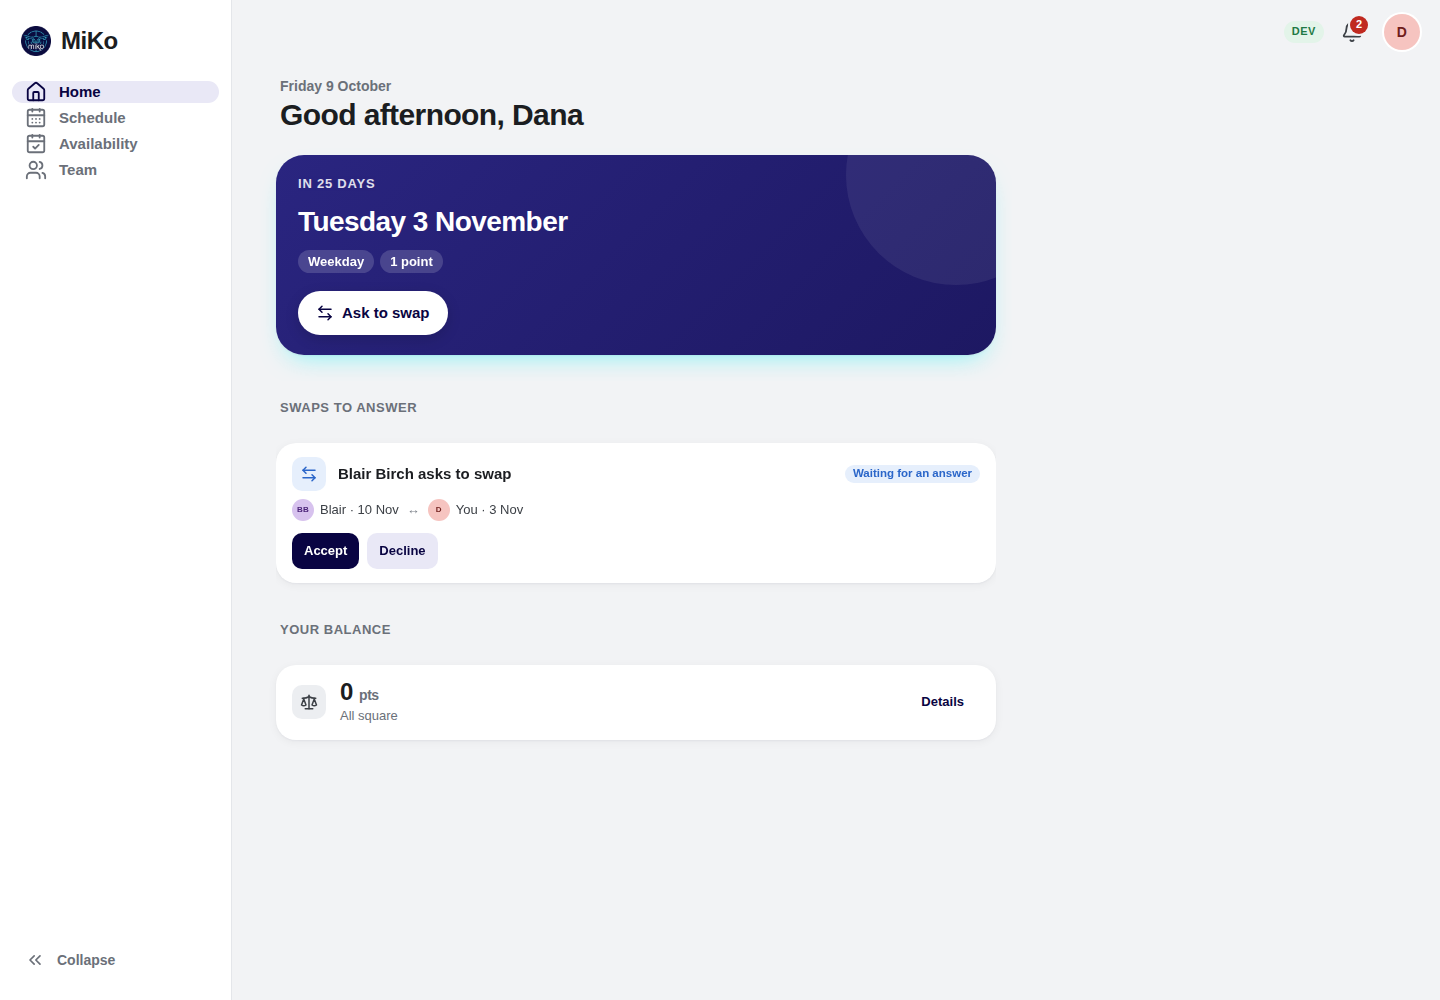 miko
MiKo
DEV
2
D
Home
Schedule
Availability
Team
Friday 9 October
Good afternoon, Dana
IN 25 DAYS
Tuesday 3 November
Weekday
1 point
Ask to swap
SWAPS TO ANSWER
Blair Birch asks to swap
Waiting for an answer
BB Blair · 10 Nov ↔ D You · 3 Nov
Accept
Decline
YOUR BALANCE
0 pts
All square
Details
Collapse